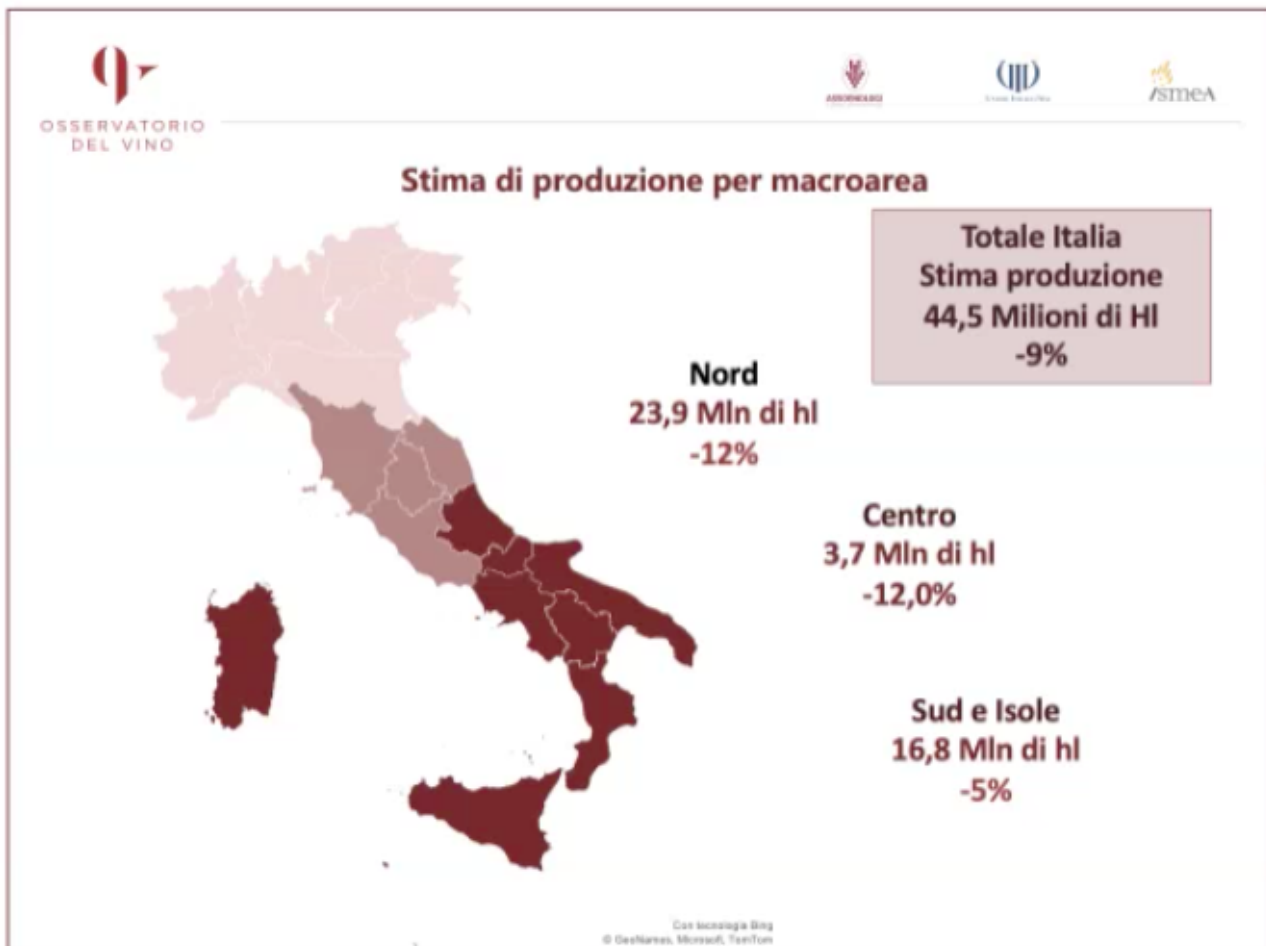 OSSERVATORIO
DEL VINO
ASSOENOLOGI
ismea
Stima di produzione per macroarea
Totale Italia
Stima produzione
44,5 Milioni di Hl
-9%
Nord
23,9 Mln di hl
-12%
Centro
3,7 Mln di hl
-12,0%
Sud e Isole
16,8 Mln di hl
-5%
Con tecnologia Bing
© GeoNames, Microsoft, TomTom